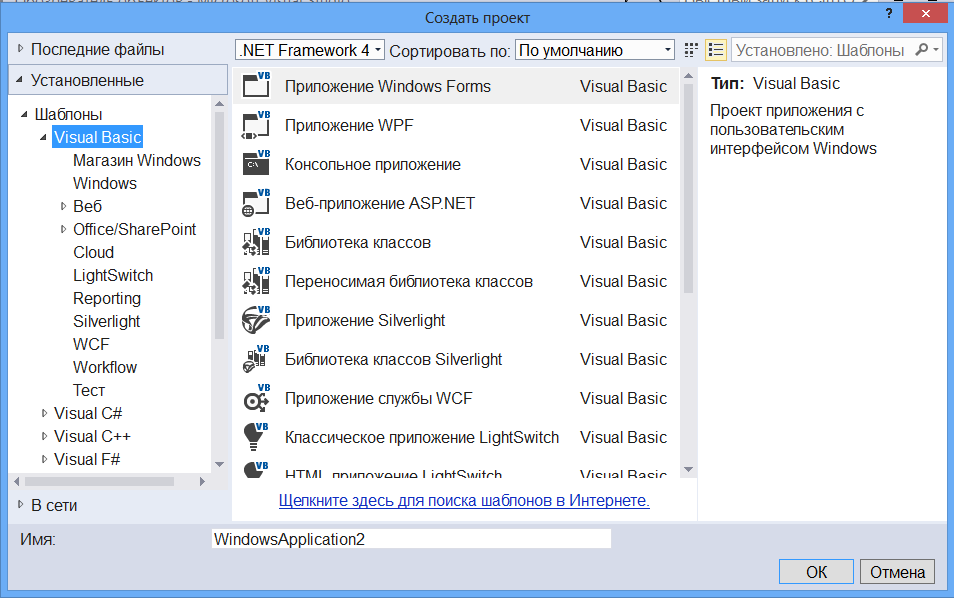 Создать проект
?
Последние файлы
Установленные
Шаблоны
Visual Basic
Магазин Windows
Windows
Веб
Office/SharePoint
Cloud
LightSwitch
Reporting
Silverlight
WCF
Workflow
Тест
Visual C#
Visual C++
Visual F#
В сети
.NET Framework 4
Сортировать по:
По умолчанию
Установлено: Шаблоны
Приложение Windows Forms Visual Basic
Приложение WPF Visual Basic
Консольное приложение Visual Basic
Веб-приложение ASP.NET Visual Basic
Библиотека классов Visual Basic
Переносимая библиотека классов Visual Basic
Приложение Silverlight Visual Basic
Библиотека классов Silverlight Visual Basic
Приложение службы WCF Visual Basic
Классическое приложение LightSwitch Visual Basic
HTML приложение LightSwitch Visual Basic
Щелкните здесь для поиска шаблонов в Интернете.
Тип: Visual Basic
Проект приложения с
пользовательским
интерфейсом Windows
Имя:
WindowsApplication2
ОК
Отмена